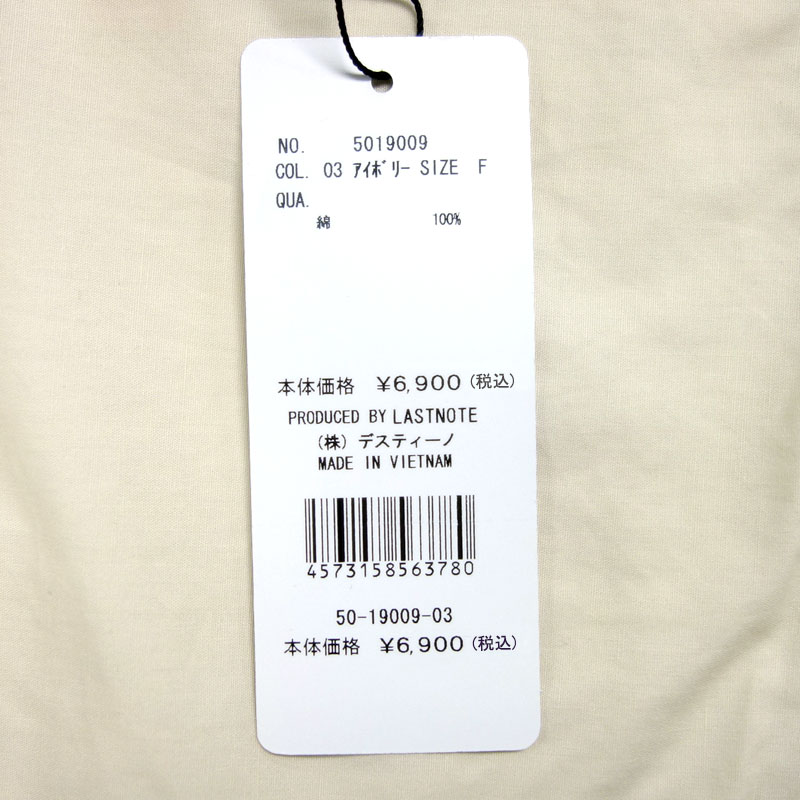 NO. 5019009
COL. 03 ｱｲﾎﾞﾘｰ SIZE F
QUA.
綿 100%
本体価格 ¥6,900 (税込)
PRODUCED BY LASTNOTE
(株) デスティーノ
MADE IN VIETNAM
4573158563780
50-19009-03
本体価格 ¥6,900 (税込)